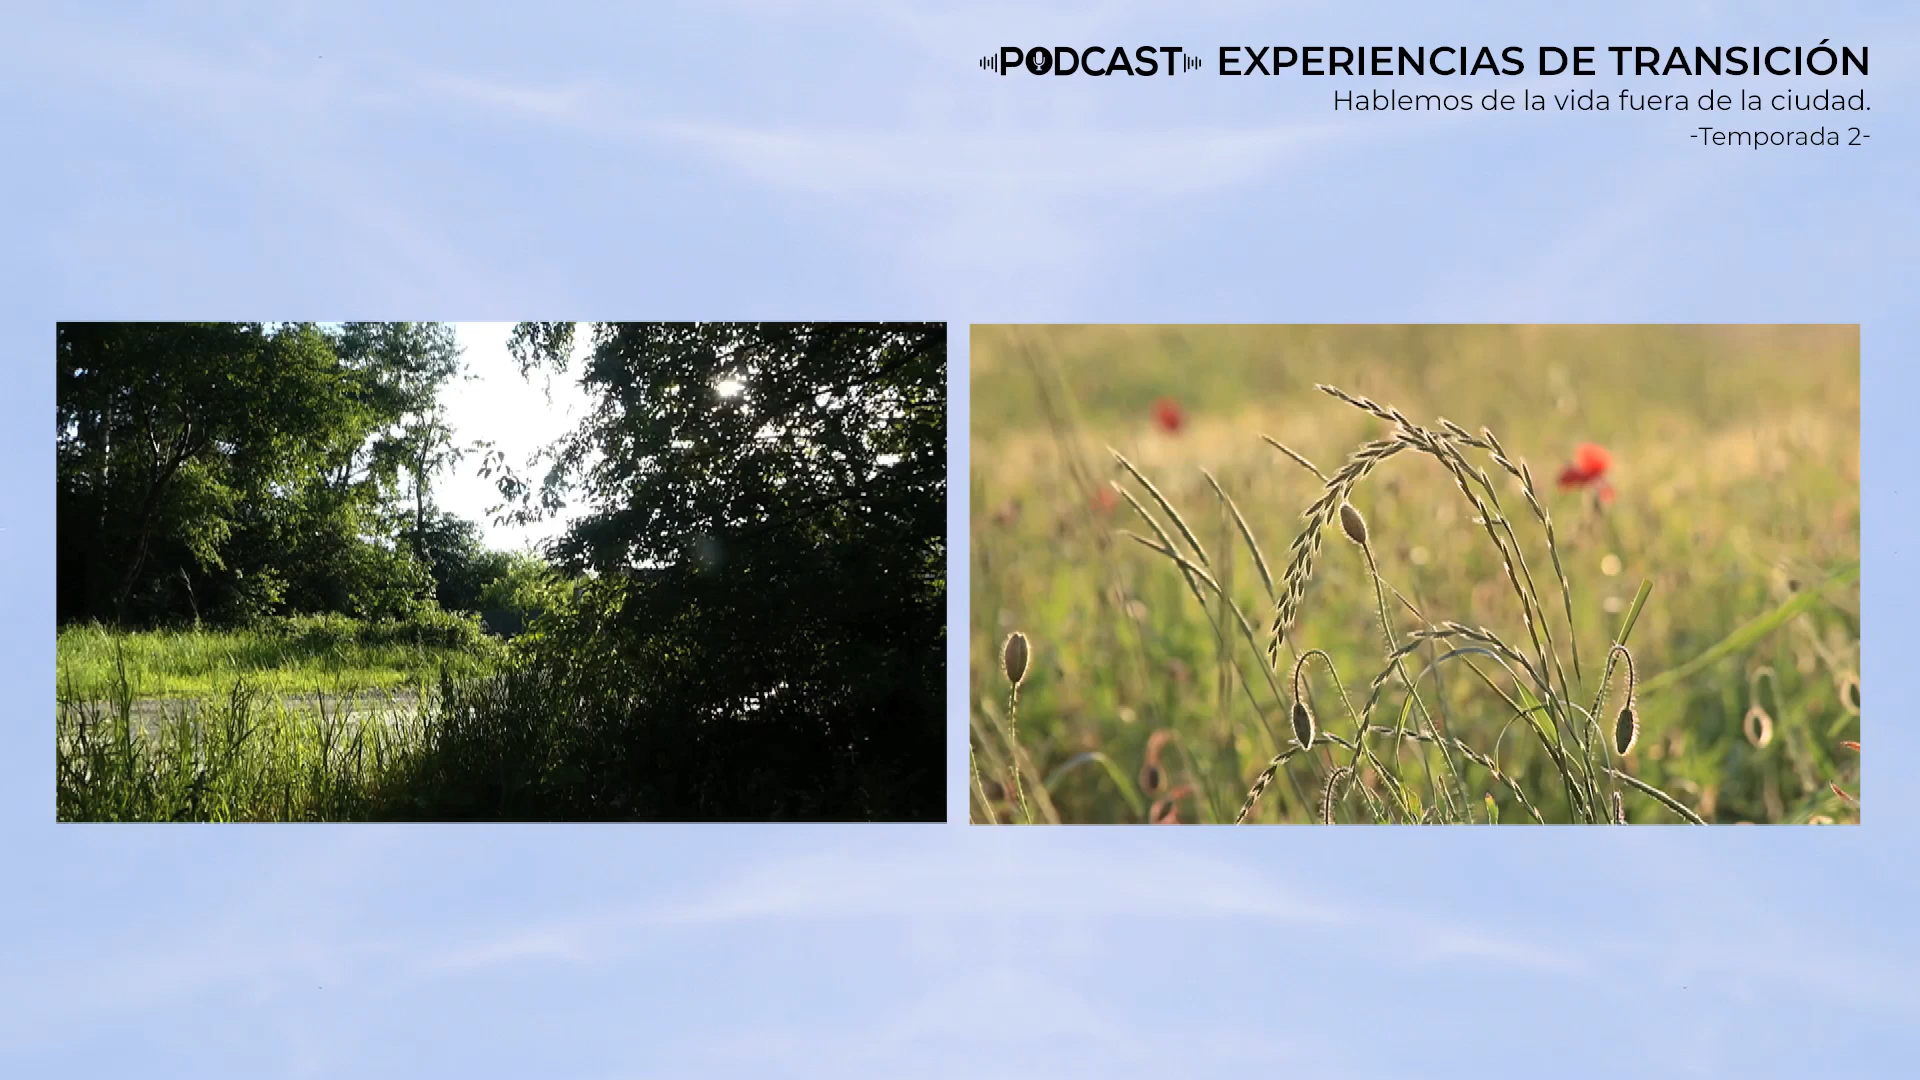 PODCAST EXPERIENCIAS DE TRANSICIÓN
Hablemos de la vida fuera de la ciudad.
-Temporada 2-